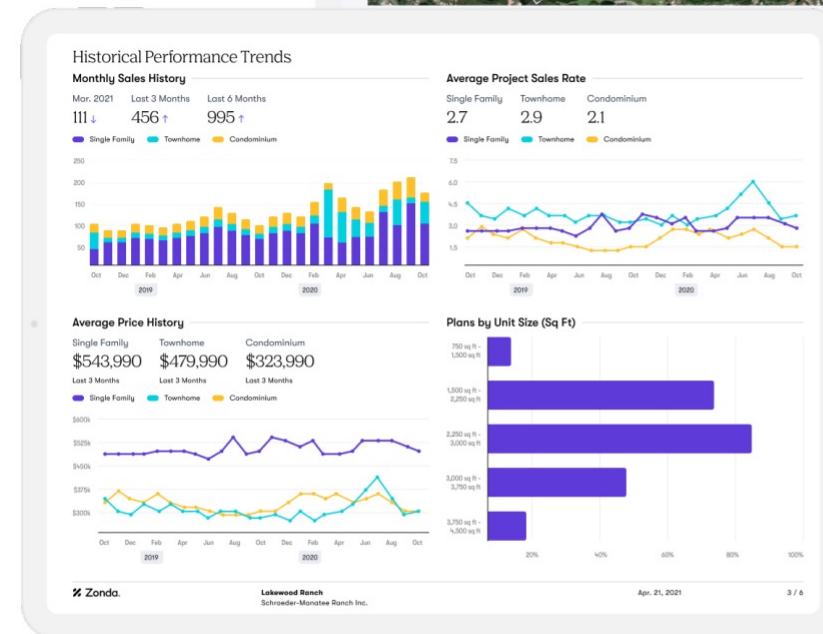 Historical Performance Trends
Monthly Sales History
Mar. 2021 Last 3 Months Last 6 Months
111 ↓ 456 ↑ 995 ↑
Single Family Townhome Condominium
250
200
150
100
50
Oct Dec Feb Apr Jun Aug Oct Dec Feb Apr Jun Aug Oct
2019 2020
Average Project Sales Rate
Single Family Townhome Condominium
2.7 2.9 2.1
Single Family Townhome Condominium
7.5
6.0
4.5
3.0
1.5
Oct Dec Feb Apr Jun Aug Oct Dec Feb Apr Jun Aug Oct
2019 2020
Average Price History
Single Family Townhome Condominium
$543,990 $479,990 $323,990
Last 3 Months Last 3 Months Last 3 Months
Single Family Townhome Condominium
$600k
$525k
$450k
$375k
$300k
Oct Dec Feb Apr Jun Aug Oct Dec Feb Apr Jun Aug Oct
2019 2020
Plans by Unit Size (Sq Ft)
750 sq ft -
1,500 sq ft
1,500 sq ft -
2,250 sq ft
2,250 sq ft -
3,000 sq ft
3,000 sq ft -
3,750 sq ft
3,750 sq ft -
4,500 sq ft
20% 40% 60% 80% 100%
Zonda.
Lakewood Ranch
Schroeder-Manatee Ranch Inc.
Apr. 21, 2021
3 / 6